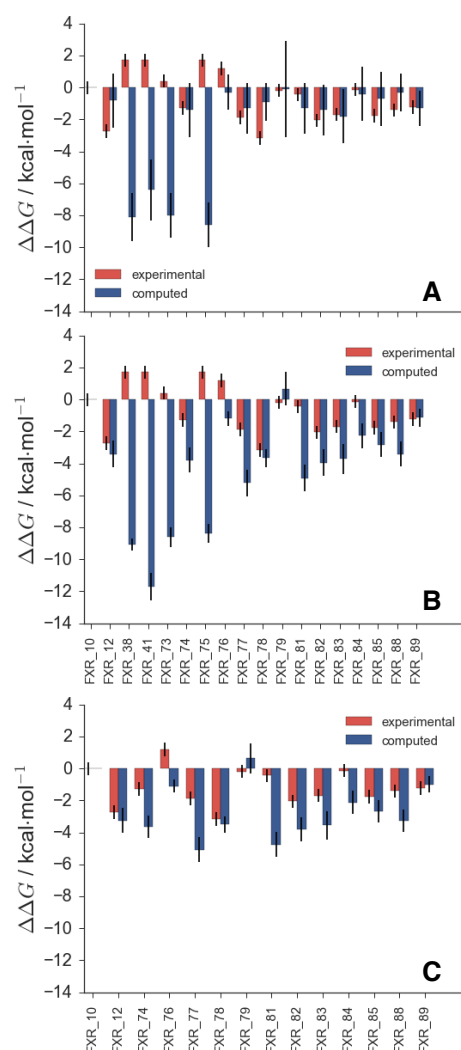 4
2
0
−2
−4
−6
−8
−10
−12
−14
ΔΔG / kcal·mol⁻¹
experimental
computed
A
4
2
0
−2
−4
−6
−8
−10
−12
−14
ΔΔG / kcal·mol⁻¹
experimental
computed
B
FXR_10
FXR_12
FXR_38
FXR_41
FXR_73
FXR_74
FXR_75
FXR_76
FXR_77
FXR_78
FXR_79
FXR_81
FXR_82
FXR_83
FXR_84
FXR_85
FXR_88
FXR_89
4
2
0
−2
−4
−6
−8
−10
−12
−14
ΔΔG / kcal·mol⁻¹
experimental
computed
C
FXR_10
FXR_12
FXR_74
FXR_76
FXR_77
FXR_78
FXR_79
FXR_81
FXR_82
FXR_83
FXR_84
FXR_85
FXR_88
FXR_89